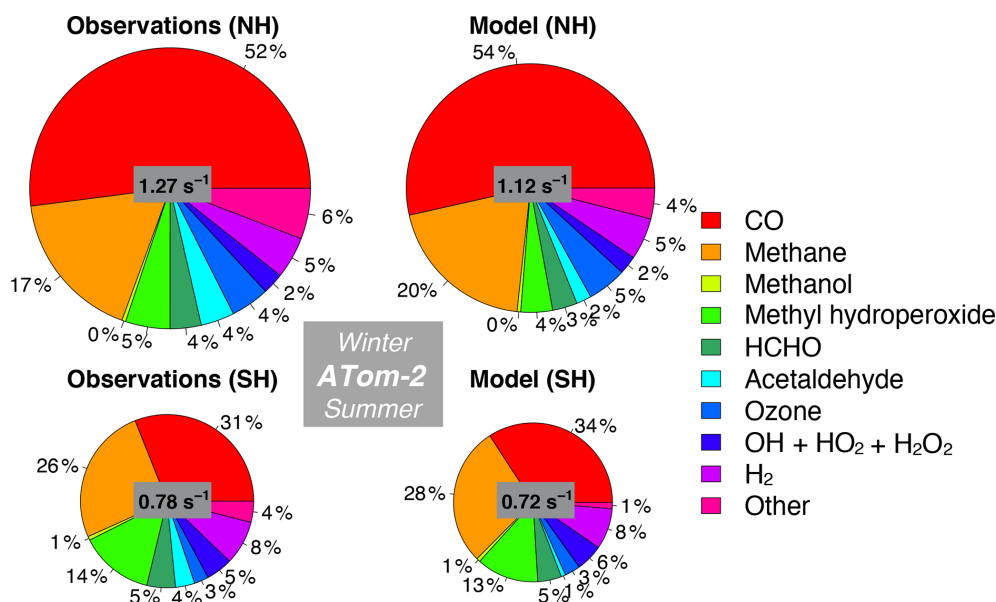 Observations (NH)
52%
1.27 s⁻¹
17%
0%
5%
4%
4%
4%
2%
5%
6%
Model (NH)
54%
1.12 s⁻¹
20%
0%
4%
3%
2%
5%
2%
5%
4%
Winter
ATom-2
Summer
Observations (SH)
31%
26%
0.78 s⁻¹
1%
14%
5%
4%
3%
5%
8%
4%
Model (SH)
34%
28%
0.72 s⁻¹
1%
13%
5%
1%
3%
6%
8%
1%
CO
Methane
Methanol
Methyl hydroperoxide
HCHO
Acetaldehyde
Ozone
OH + HO₂ + H₂O₂
H₂
Other